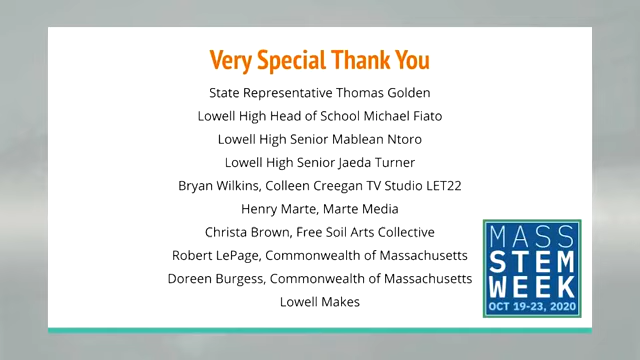 Very Special Thank You
State Representative Thomas Golden
Lowell High Head of School Michael Fiato
Lowell High Senior Mablean Ntoro
Lowell High Senior Jaeda Turner
Bryan Wilkins, Colleen Creegan TV Studio LET22
Henry Marte, Marte Media
Christa Brown, Free Soil Arts Collective
Robert LePage, Commonwealth of Massachusetts
Doreen Burgess, Commonwealth of Massachusetts
Lowell Makes
MASS
STEM
WEEK
OCT 19-23, 2020